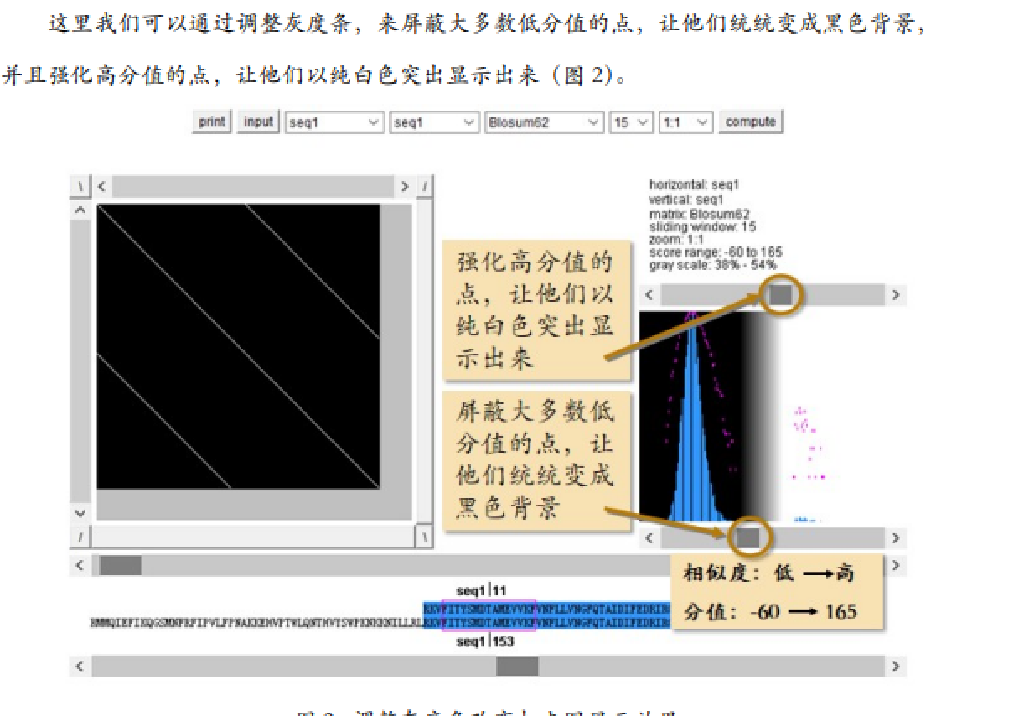 这里我们可以通过调整灰度条，来屏蔽大多数低分值的点，让他们统统变成黑色背景，
并且强化高分值的点，让他们以纯白色突出显示出来（图 2）。
print input seq1 seq1 Blosum62 15 1:1 compute
horizontal: seq1
vertical: seq1
matrix: Blosum62
sliding window: 15
zoom: 1:1
score range: -60 to 165
gray scale: 38% - 54%
强化高分值的
点，让他们以
纯白色突出显
示出来
屏蔽大多数低
分值的点，让
他们统统变成
黑色背景
相似度：低 → 高
分值：-60 → 165
seq1|11
seq1|153